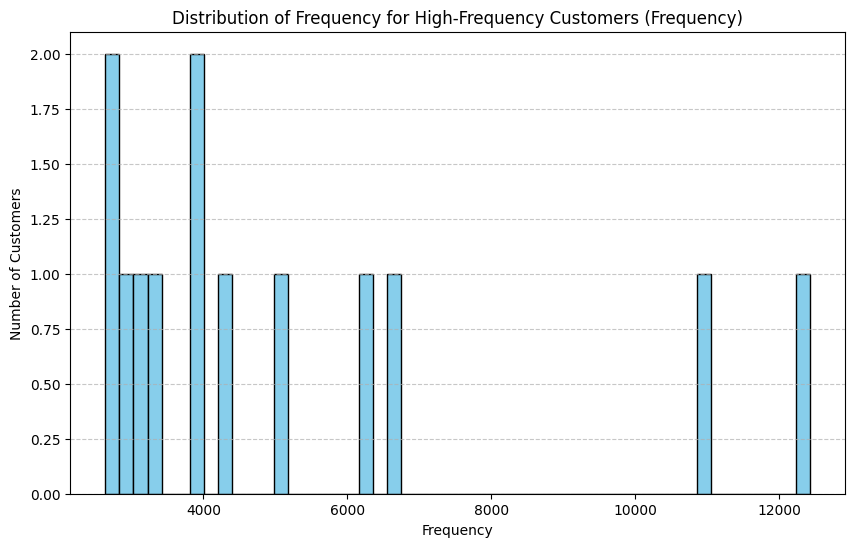 Distribution of Frequency for High-Frequency Customers (Frequency)
2.00
1.75
1.50
1.25
1.00
0.75
0.50
0.25
0.00
Number of Customers
4000 6000 8000 10000 12000
Frequency